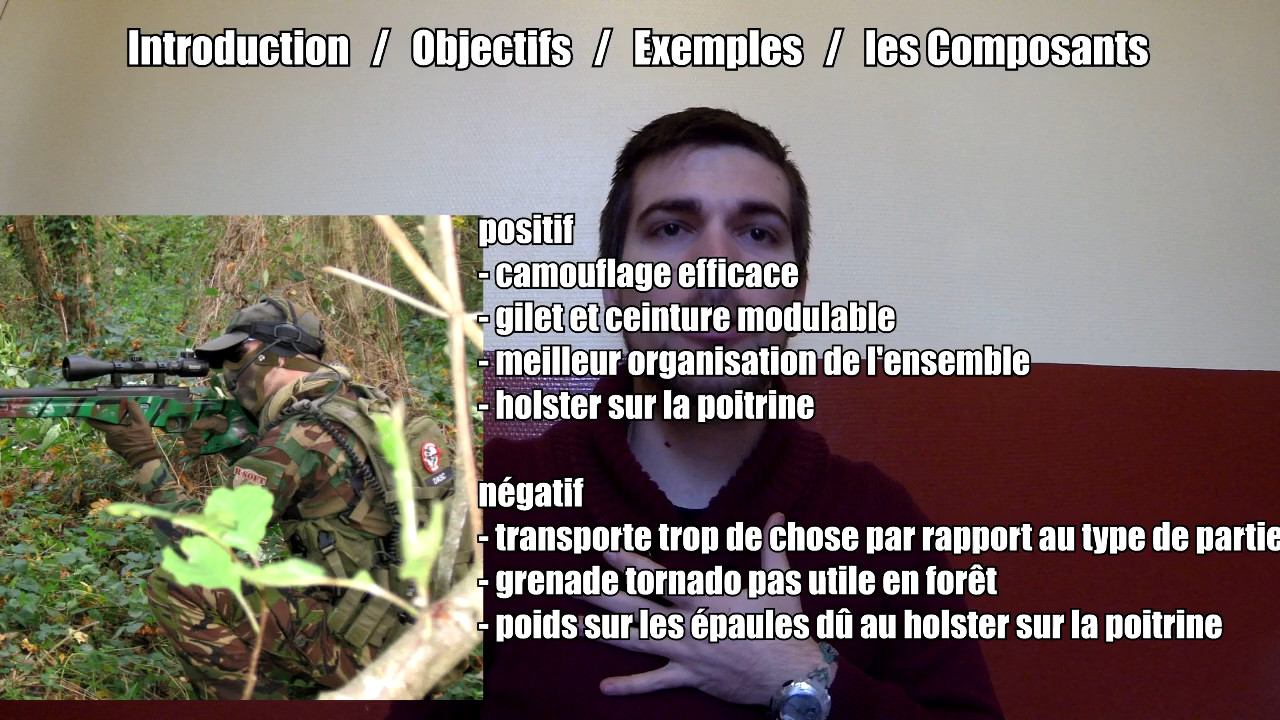 Introduction / Objectifs / Exemples / les Composants
positif
- camouflage efficace
- gilet et ceinture modulable
- meilleur organisation de l'ensemble
- holster sur la poitrine
négatif
- transporte trop de chose par rapport au type de partie
- grenade tornado pas utile en forêt
- poids sur les épaules dû au holster sur la poitrine